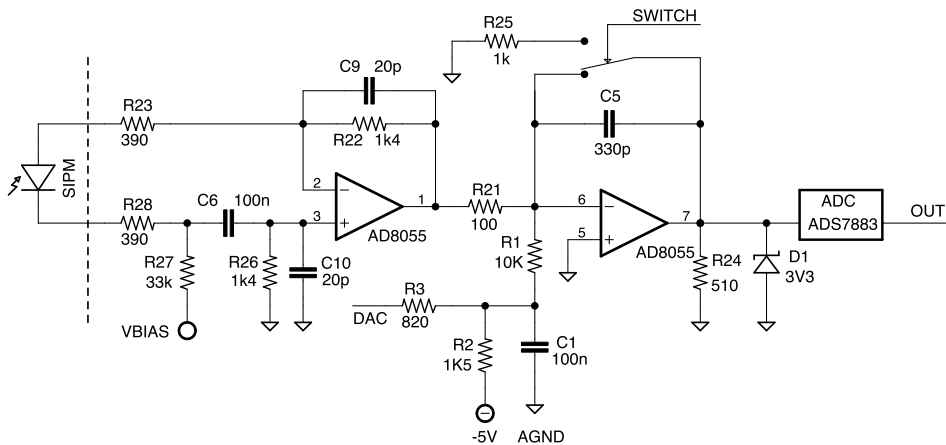 SWITCH
R25
1k
C9 20p
R23
390
R22 1k4
C5
330p
SIPM
2
−
3
+
1
AD8055
R28
390
C6 100n
R21
100
6
−
5
+
7
AD8055
ADC
ADS7883
OUT
R27
33k
R26
1k4
C10
20p
R1
10K
R24
510
D1
3V3
VBIAS
DAC
R3
820
R2
1K5
C1
100n
−
-5V
AGND